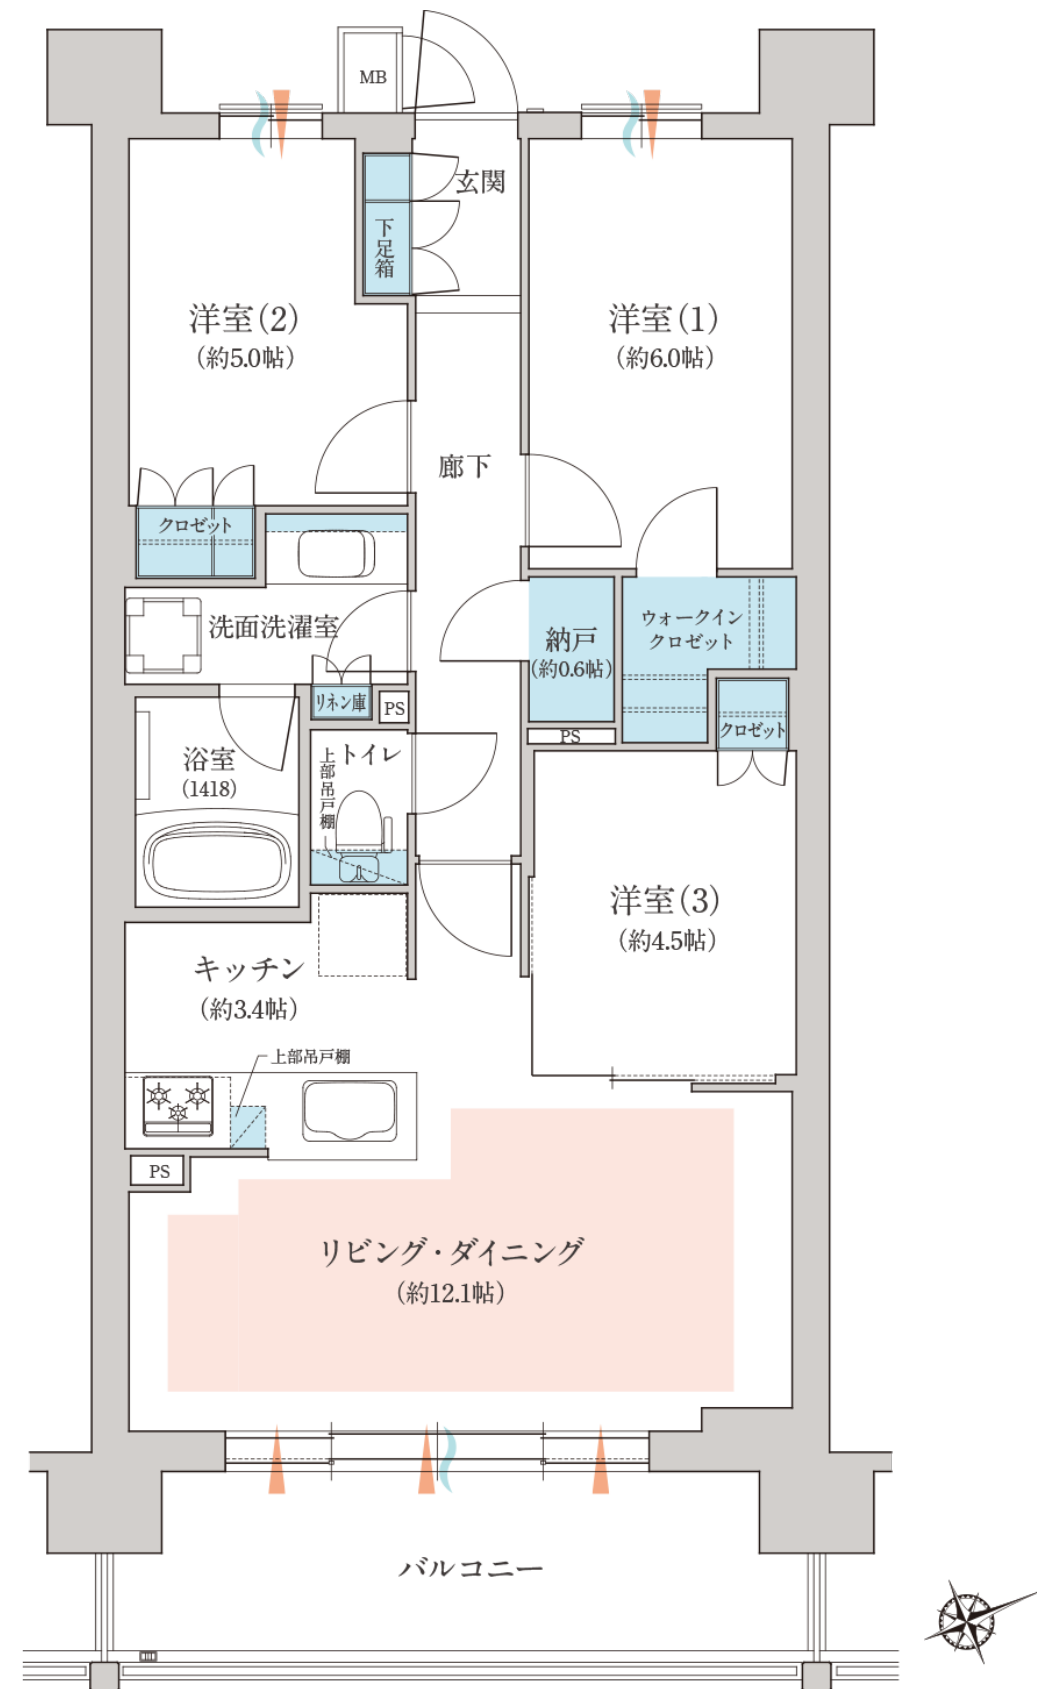 MB
玄関
下足箱
洋室(2)
(約5.0帖)
洋室(1)
(約6.0帖)
廊下
クロゼット
洗面洗濯室
納戸
(約0.6帖)
ウォークイン
クロゼット
リネン庫
PS
クロゼット
PS
浴室
(1418)
トイレ
上部吊戸棚
洋室(3)
(約4.5帖)
キッチン
(約3.4帖)
上部吊戸棚
PS
リビング・ダイニング
(約12.1帖)
バルコニー